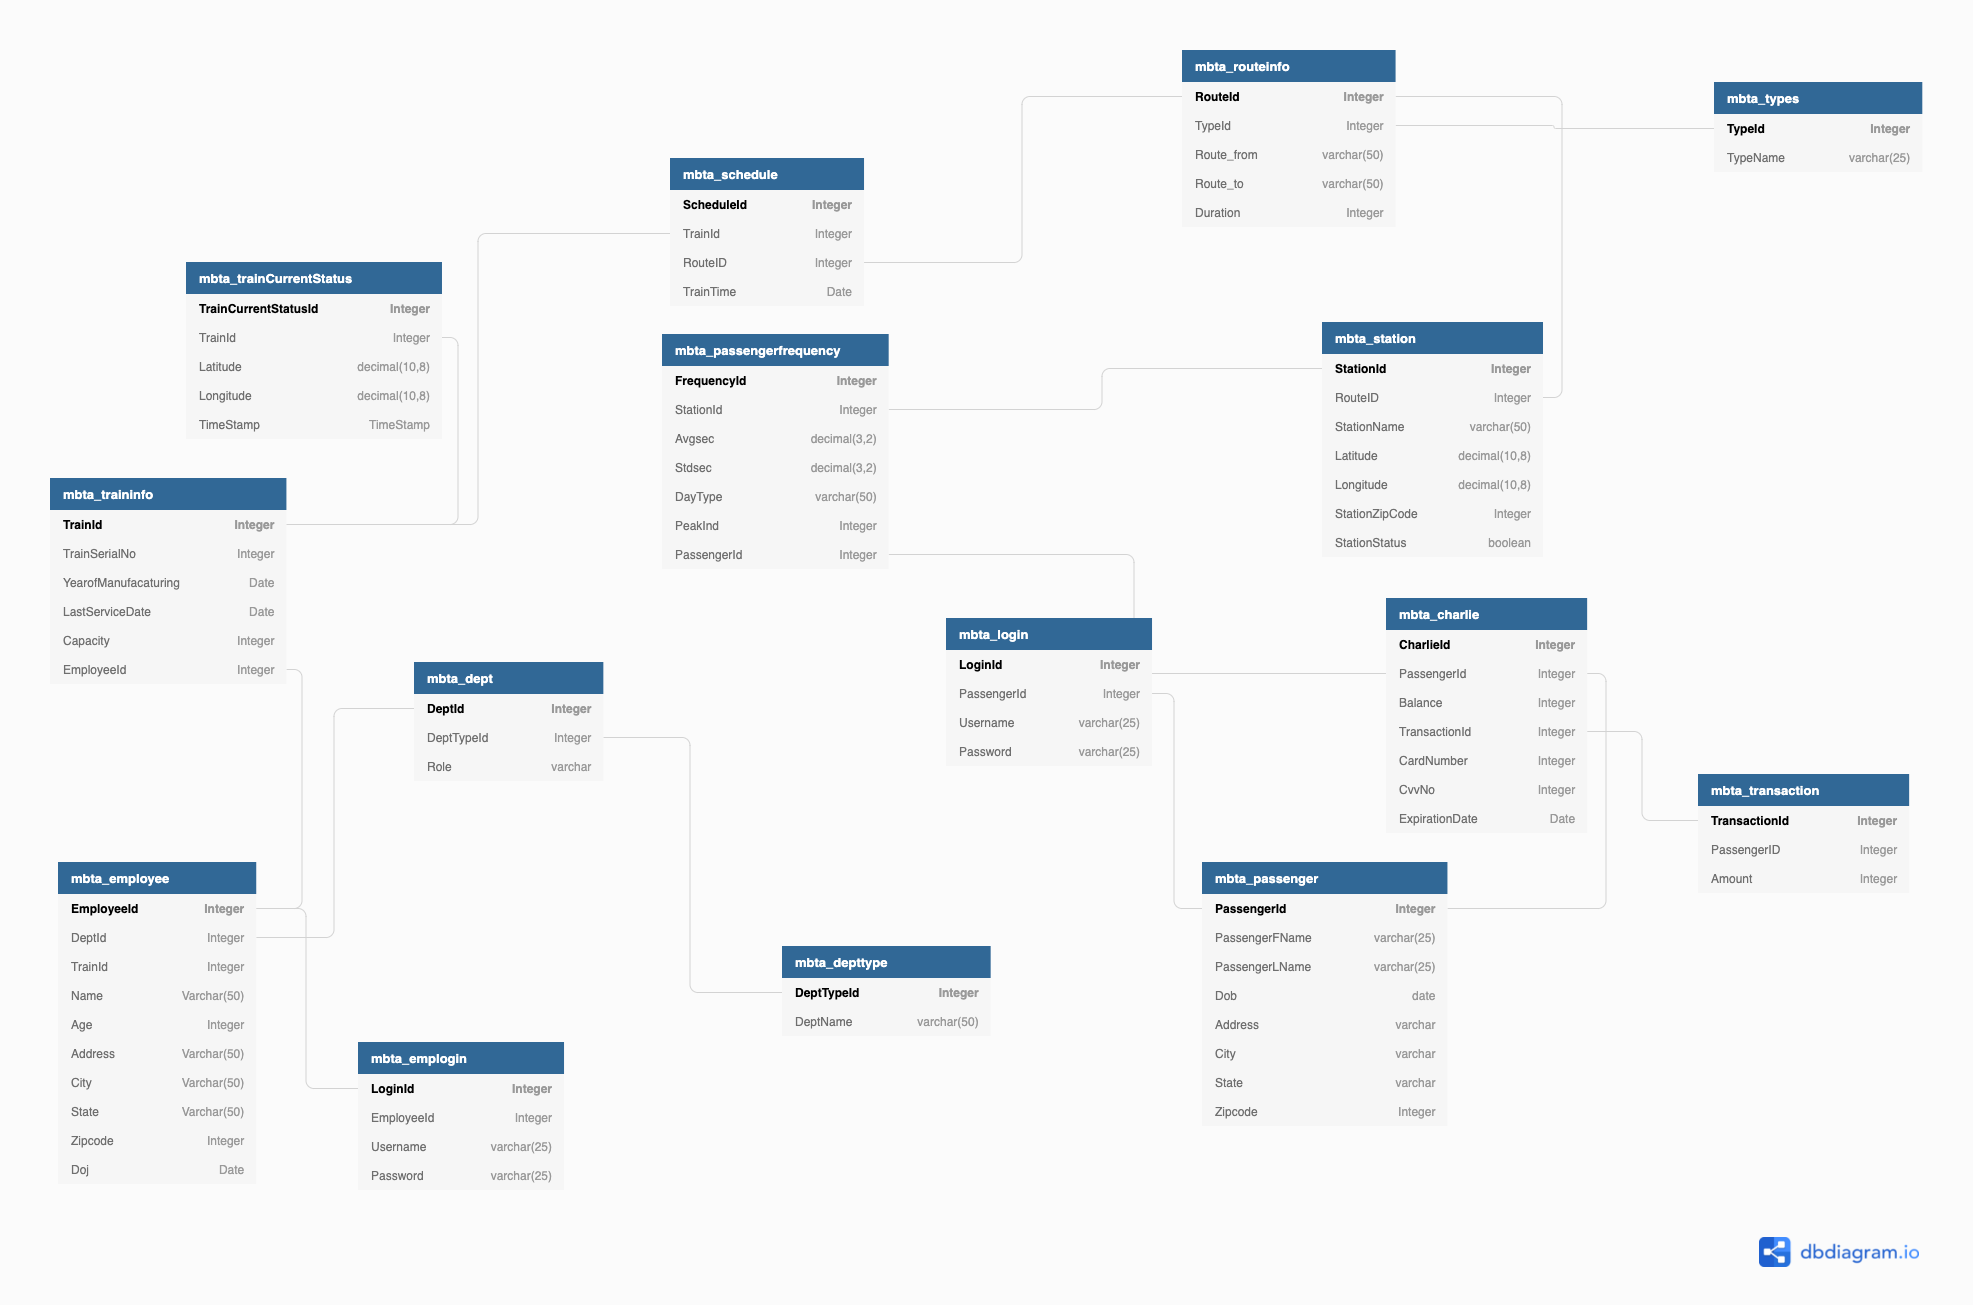 mbta_routeinfo
RouteId Integer
TypeId Integer
Route_from varchar(50)
Route_to varchar(50)
Duration Integer
mbta_types
TypeId Integer
TypeName varchar(25)
mbta_schedule
ScheduleId Integer
TrainId Integer
RouteID Integer
TrainTime Date
mbta_trainCurrentStatus
TrainCurrentStatusId Integer
TrainId Integer
Latitude decimal(10,8)
Longitude decimal(10,8)
TimeStamp TimeStamp
mbta_passengerfrequency
FrequencyId Integer
StationId Integer
Avgsec decimal(3,2)
Stdsec decimal(3,2)
DayType varchar(50)
PeakInd Integer
PassengerId Integer
mbta_station
StationId Integer
RouteID Integer
StationName varchar(50)
Latitude decimal(10,8)
Longitude decimal(10,8)
StationZipCode Integer
StationStatus boolean
mbta_traininfo
TrainId Integer
TrainSerialNo Integer
YearofManufacaturing Date
LastServiceDate Date
Capacity Integer
EmployeeId Integer
mbta_dept
DeptId Integer
DeptTypeId Integer
Role varchar
mbta_login
LoginId Integer
PassengerId Integer
Username varchar(25)
Password varchar(25)
mbta_charlie
CharlieId Integer
PassengerId Integer
Balance Integer
TransactionId Integer
CardNumber Integer
CvvNo Integer
ExpirationDate Date
mbta_transaction
TransactionId Integer
PassengerID Integer
Amount Integer
mbta_employee
EmployeeId Integer
DeptId Integer
TrainId Integer
Name Varchar(50)
Age Integer
Address Varchar(50)
City Varchar(50)
State Varchar(50)
Zipcode Integer
Doj Date
mbta_emplogin
LoginId Integer
EmployeeId Integer
Username varchar(25)
Password varchar(25)
mbta_depttype
DeptTypeId Integer
DeptName varchar(50)
mbta_passenger
PassengerId Integer
PassengerFName varchar(25)
PassengerLName varchar(25)
Dob date
Address varchar
City varchar
State varchar
Zipcode Integer
dbdiagram.io